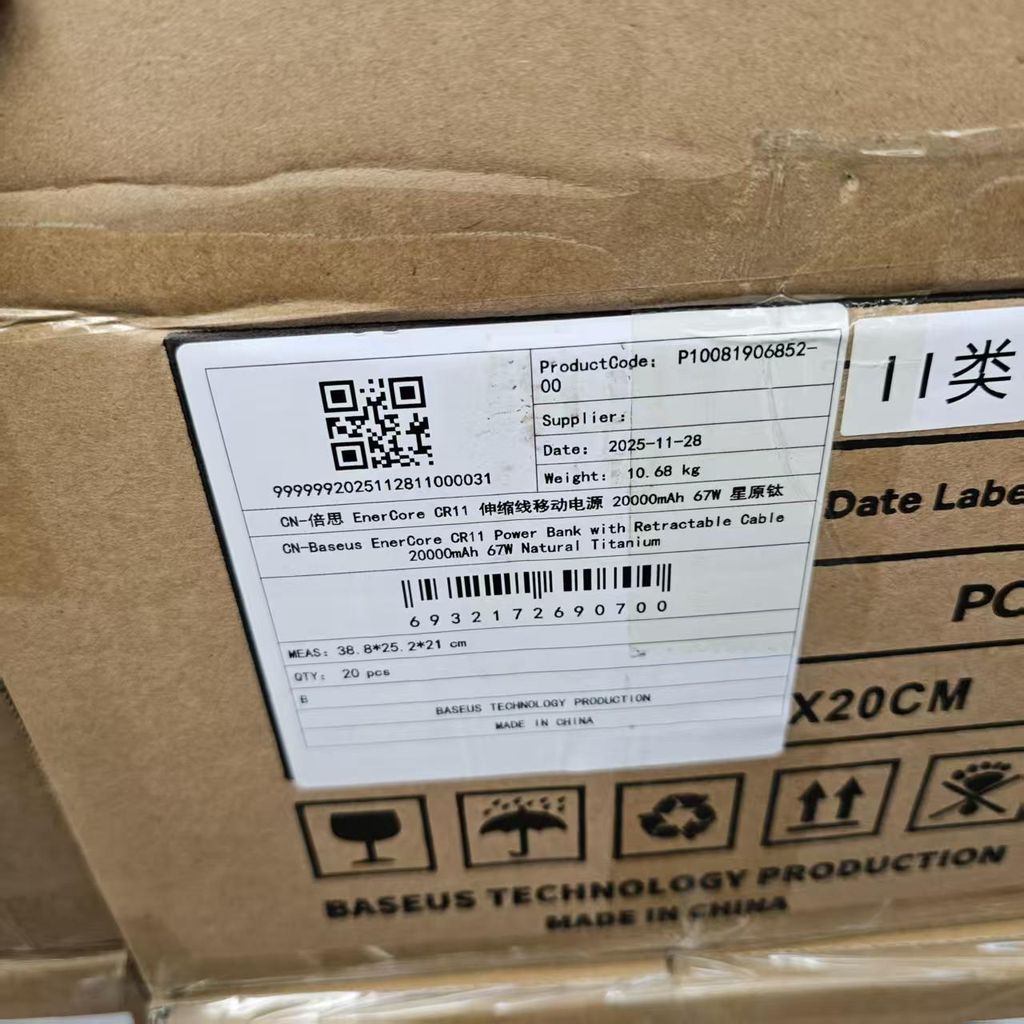 ProductCode: P10081906852-
00
Supplier:
Date: 2025-11-28
Weight: 10.68 kg
9999992025112811000031
CN-倍思 EnerCore CR11 伸缩线移动电源 20000mAh 67W 星原钛
CN-Baseus EnerCore CR11 Power Bank with Retractable Cable
20000mAh 67W Natural Titanium
6932172690700
MEAS: 38.8*25.2*21 cm
QTY: 20 pcs
B
BASEUS TECHNOLOGY PRODUCTION
MADE IN CHINA
11类
Date Labe
PC
X20CM
BASEUS TECHNOLOGY PRODUCTION
MADE IN CHINA